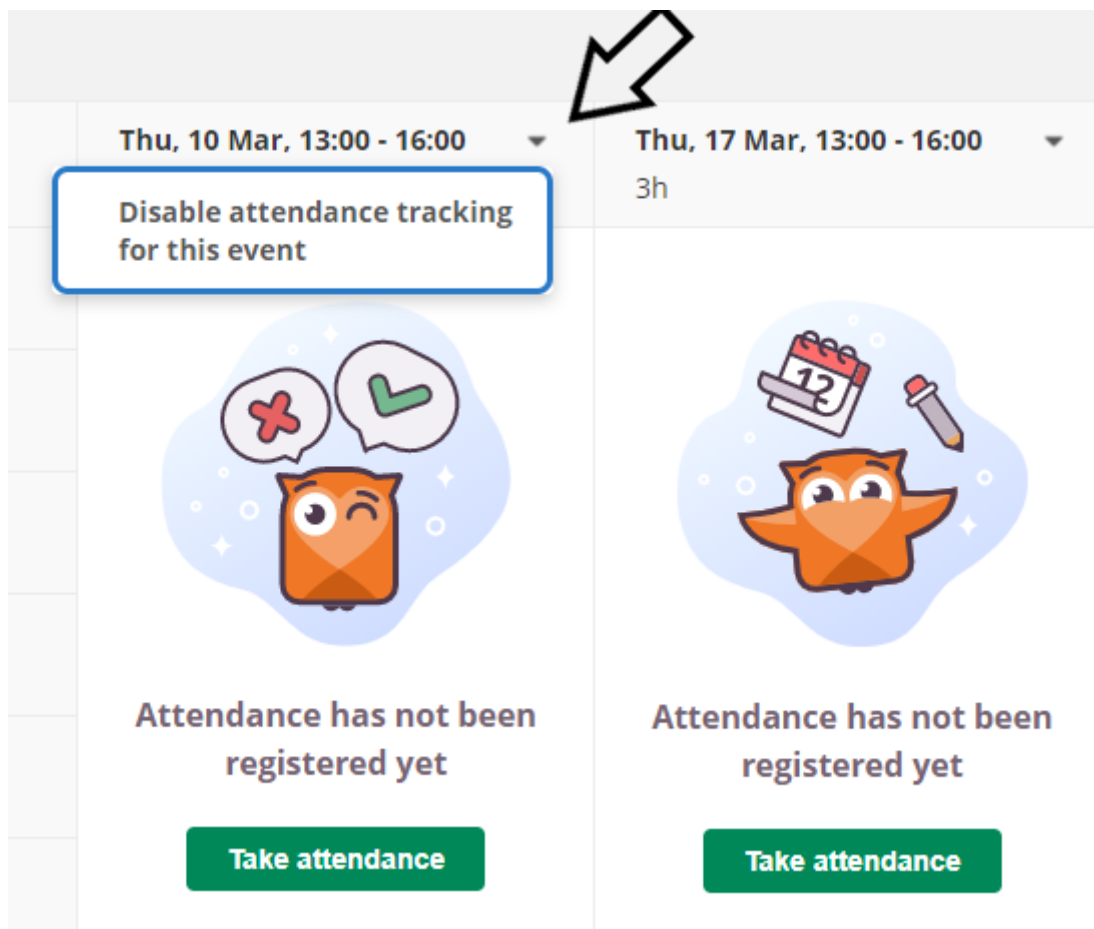 Thu, 10 Mar, 13:00 - 16:00
Disable attendance tracking
for this event
Attendance has not been
registered yet
Take attendance
Thu, 17 Mar, 13:00 - 16:00
3h
12
Attendance has not been
registered yet
Take attendance